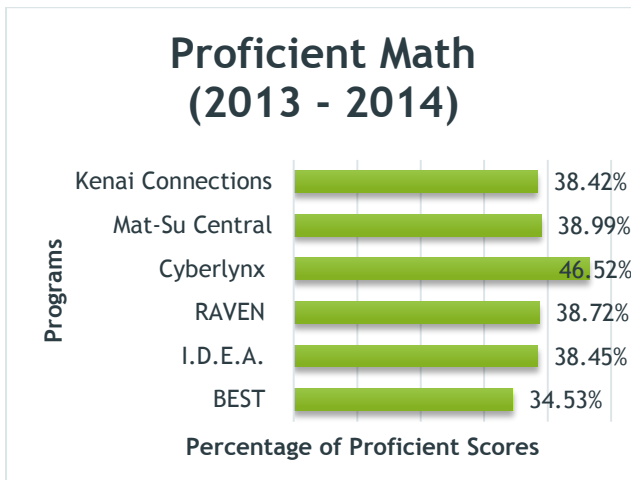 Proficient Math
(2013 - 2014)
Kenai Connections 38.42%
Mat-Su Central 38.99%
Cyberlynx 46.52%
RAVEN 38.72%
I.D.E.A. 38.45%
BEST 34.53%
Programs
Percentage of Proficient Scores